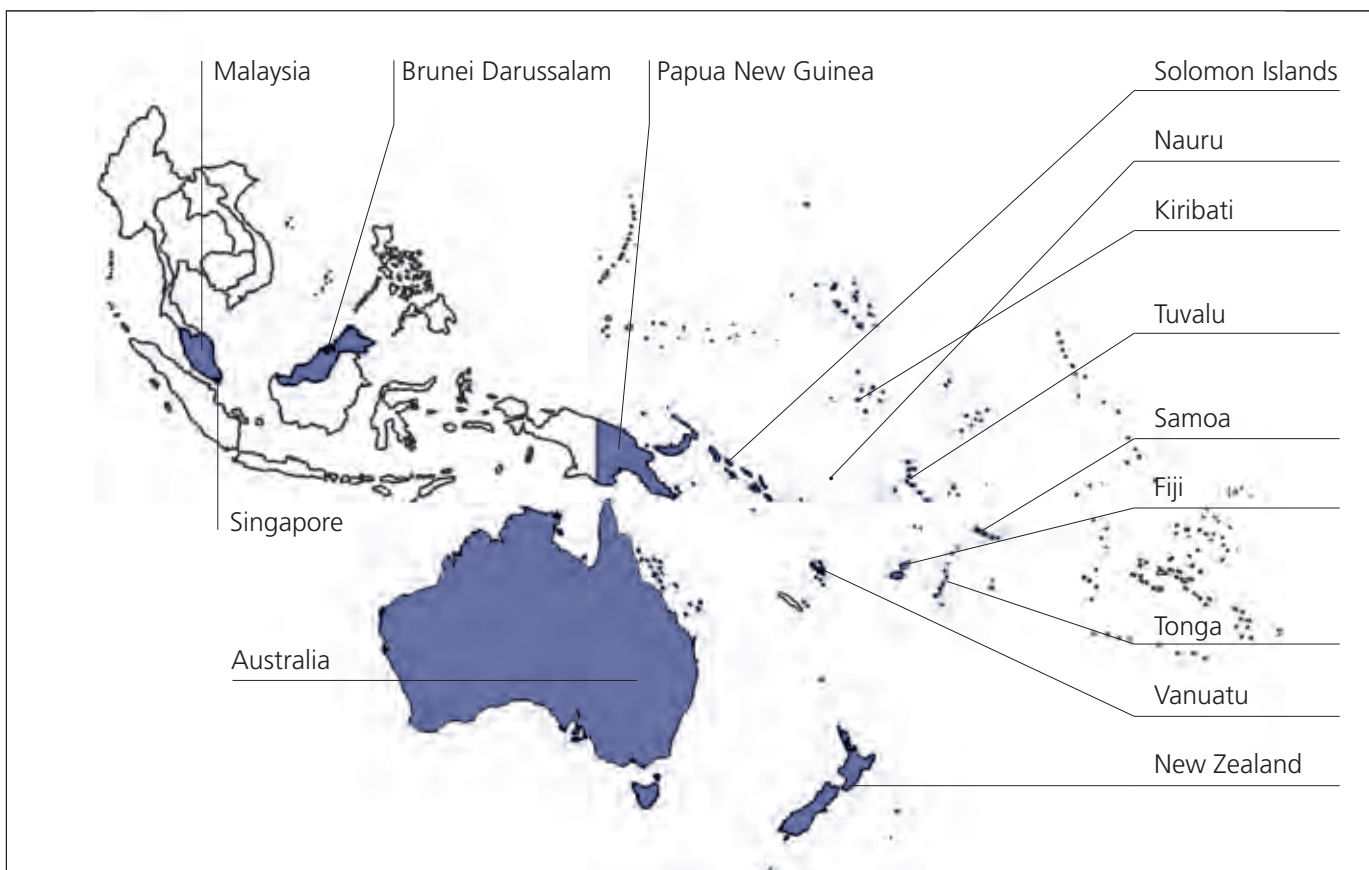 Malaysia
Brunei Darussalam
Papua New Guinea
Solomon Islands
Nauru
Kiribati
Tuvalu
Samoa
Fiji
Singapore
Tonga
Australia
Vanuatu
New Zealand